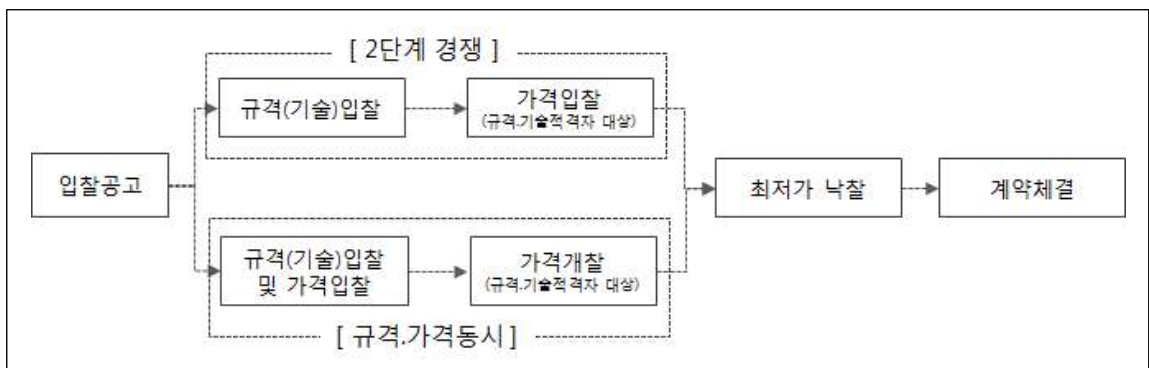 [ 2단계 경쟁 ]
규격(기술)입찰
가격입찰
(규격.기술적격자 대상)
입찰공고
최저가 낙찰
계약체결
규격(기술)입찰
및 가격입찰
가격개찰
(규격.기술적격자 대상)
[ 규격.가격동시 ]